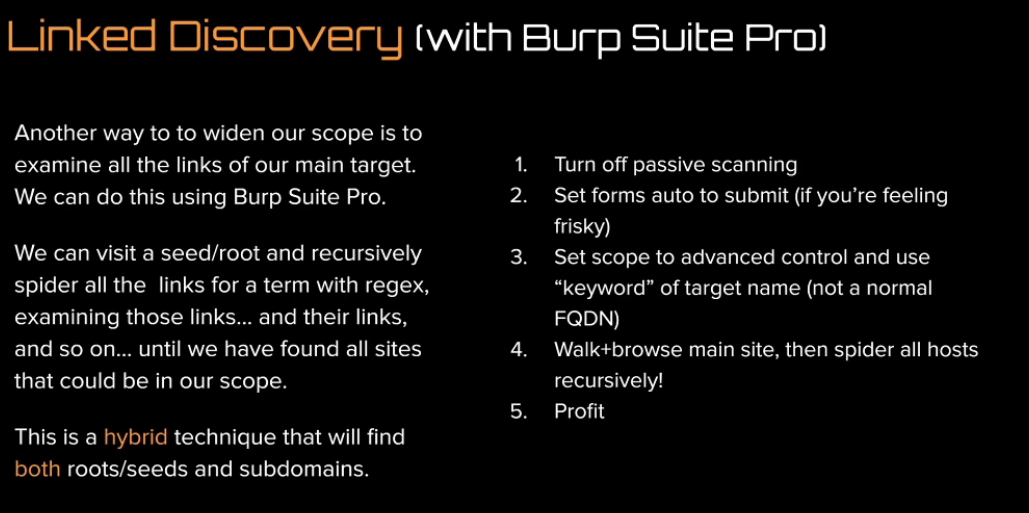 Linked Discovery (with Burp Suite Pro)
Another way to to widen our scope is to
examine all the links of our main target.
We can do this using Burp Suite Pro.
We can visit a seed/root and recursively
spider all the  links for a term with regex,
examining those links... and their links,
and so on... until we have found all sites
that could be in our scope.
This is a hybrid technique that will find
both roots/seeds and subdomains.
1. Turn off passive scanning
2. Set forms auto to submit (if you’re feeling
frisky)
3. Set scope to advanced control and use
“keyword” of target name (not a normal
FQDN)
4. Walk+browse main site, then spider all hosts
recursively!
5. Profit